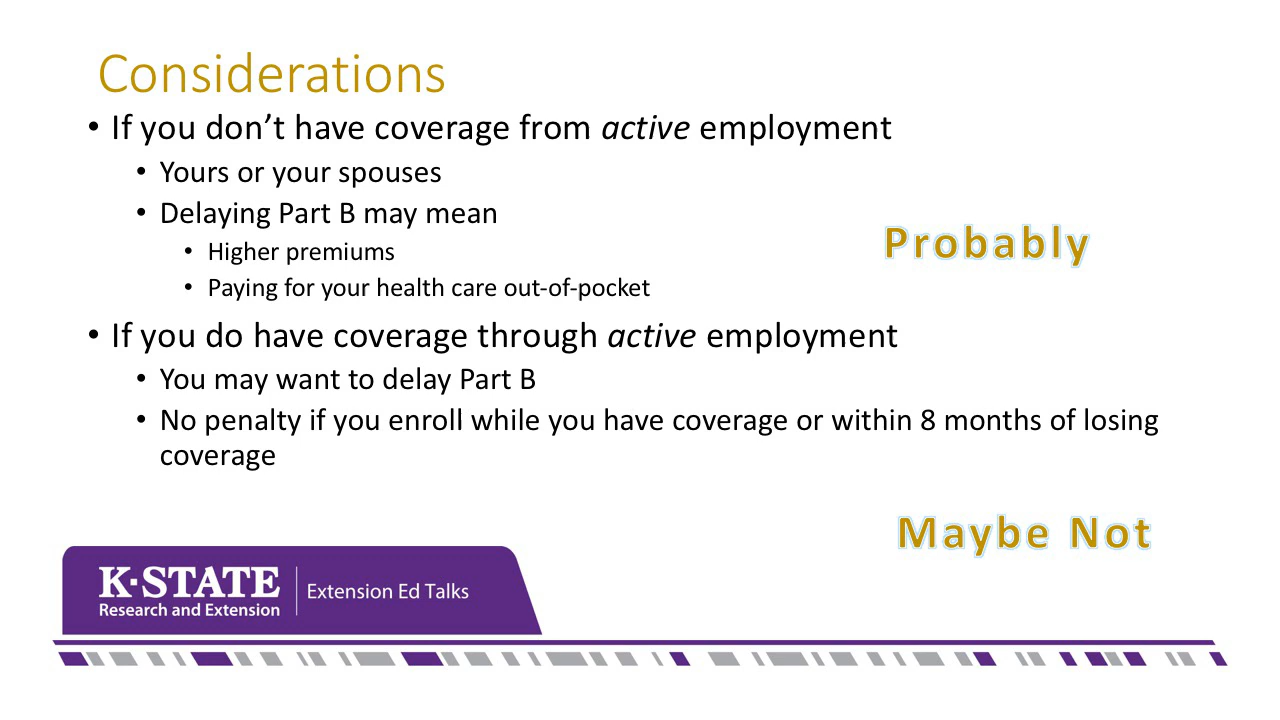 Considerations
• If you don’t have coverage from active employment
• Yours or your spouses
• Delaying Part B may mean
• Higher premiums
• Paying for your health care out-of-pocket
Probably
• If you do have coverage through active employment
• You may want to delay Part B
• No penalty if you enroll while you have coverage or within 8 months of losing
coverage
Maybe Not
K·STATE
Research and Extension
Extension Ed Talks